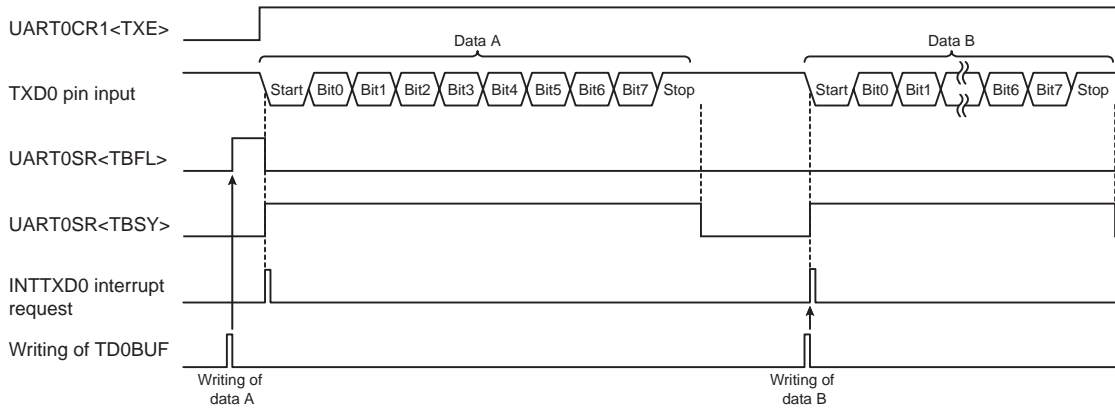 UART0CR1<TXE>
Data A
Data B
TXD0 pin input
Start Bit0 Bit1 Bit2 Bit3 Bit4 Bit5 Bit6 Bit7 Stop
Start Bit0 Bit1 Bit6 Bit7 Stop
UART0SR<TBFL>
UART0SR<TBSY>
INTTXD0 interrupt
request
Writing of TD0BUF
Writing of
data A
Writing of
data B